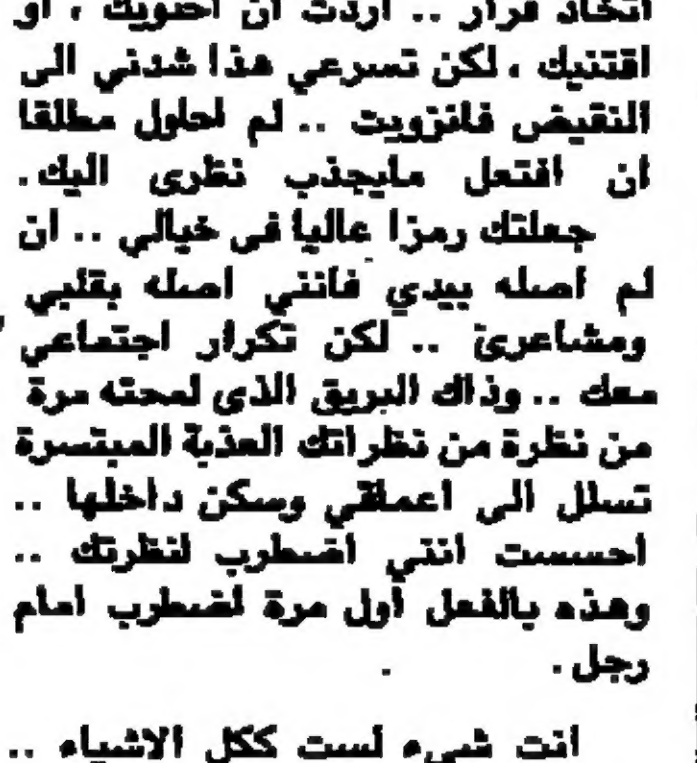 اتخاذ قرار .. اردت ان احتويك ، او
اقتنيك ، لكن تسرعي هذا شدني الى
النقيض فانزويت .. لم احاول مطلقا
ان افتعل مايجذب نظرى اليك .
جعلتك رمزا عاليا فى خيالي .. ان
لم اصله بيدي فانني اصله بقلبي
ومشاعرى .. لكن تكرار اجتماعي
معك .. وذاك البريق الذى لمحته مرة
من نظرة من نظراتك العذبة المبتسرة
تسلل الى اعماقي وسكن داخلها ..
احسست انني اضطرب لنظرتك ..
وهذه بالفعل أول مرة اضطرب امام
رجل .
انت شيء لست ككل الاشياء ..